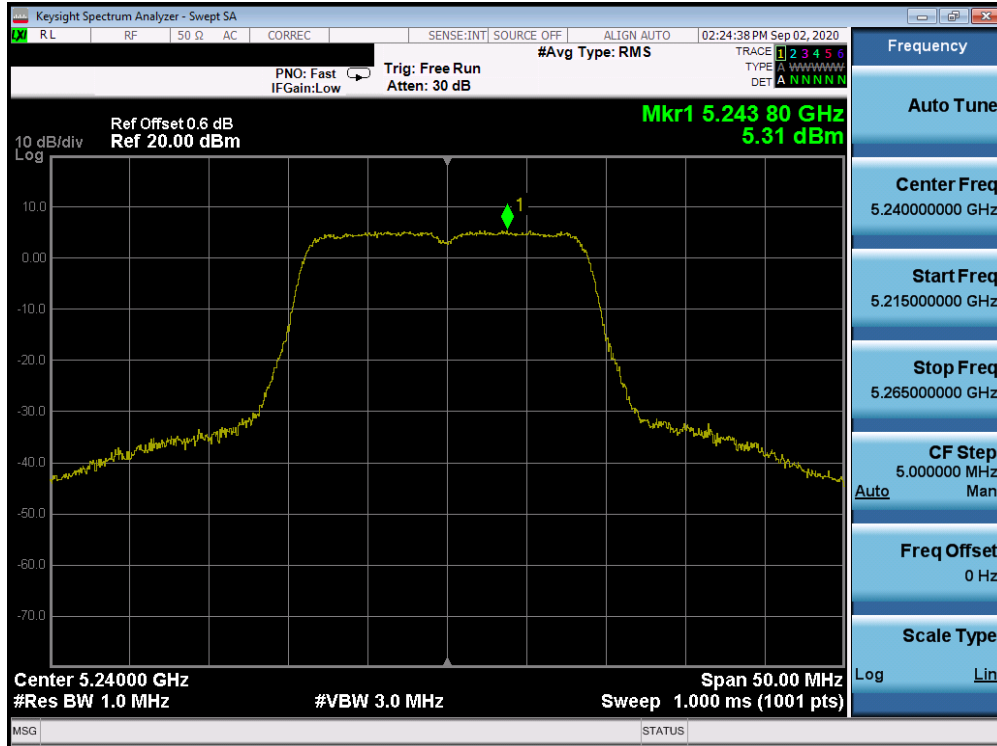 Keysight Spectrum Analyzer - Swept SA
LXI RL RF 50 Ω AC CORREC SENSE:INT SOURCE OFF ALIGN AUTO 02:24:38 PM Sep 02, 2020
#Avg Type: RMS
TRACE 1 2 3 4 5 6
TYPE A WWWWW
DET A N N N N N
PNO: Fast
IFGain:Low
Trig: Free Run
Atten: 30 dB
Mkr1 5.243 80 GHz
5.31 dBm
Ref Offset 0.6 dB
10 dB/div Ref 20.00 dBm
Log
1
10.0
0.00
-10.0
-20.0
-30.0
-40.0
-50.0
-60.0
-70.0
Center 5.24000 GHz Span 50.00 MHz
#Res BW 1.0 MHz #VBW 3.0 MHz Sweep 1.000 ms (1001 pts)
MSG STATUS
Frequency
Auto Tune
Center Freq
5.240000000 GHz
Start Freq
5.215000000 GHz
Stop Freq
5.265000000 GHz
CF Step
5.000000 MHz
Auto Man
Freq Offset
0 Hz
Scale Type
Log Lin